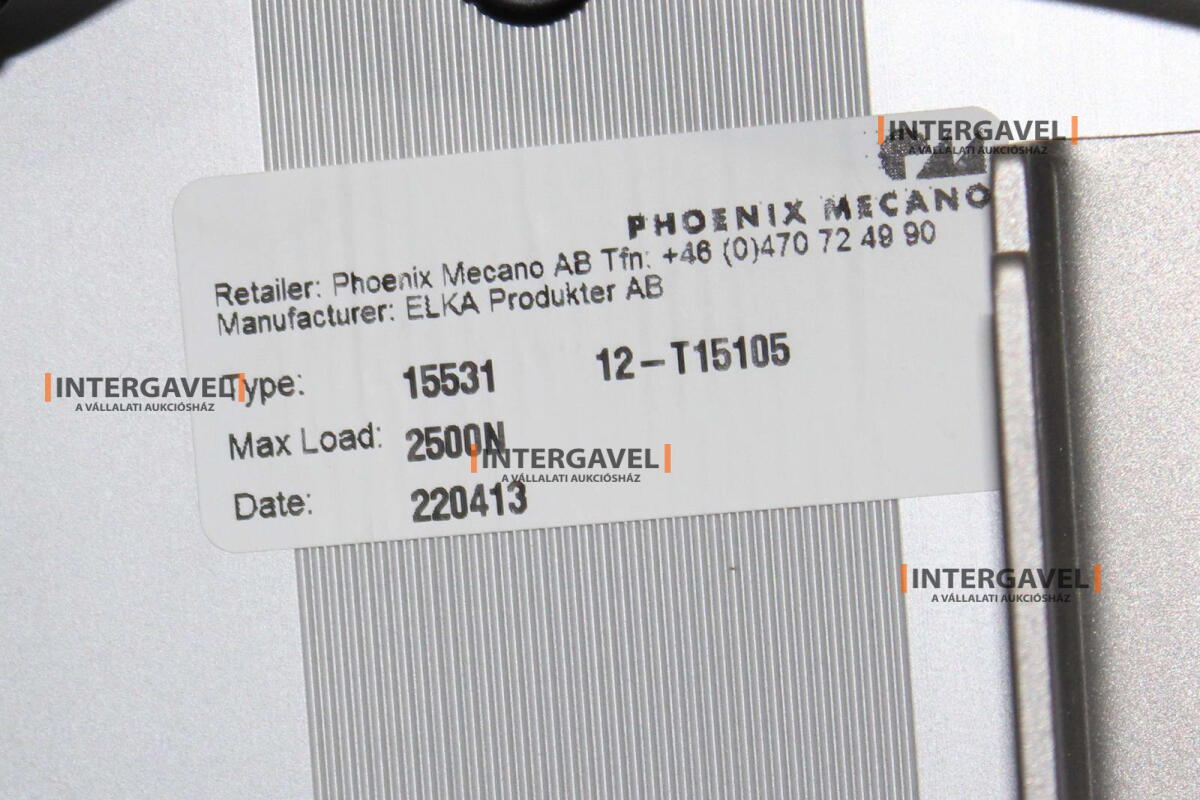 INTERGAVEL
A VÁLLALATI AUKCIÓSHÁZ
PHOENIX MECANO
Retailer: Phoenix Mecano AB Tfn: +46 (0)470 72 49 90
Manufacturer: ELKA Produkter AB
Type: 15531 12-T15105
INTERGAVEL
A VÁLLALATI AUKCIÓSHÁZ
Max Load: 2500N
INTERGAVEL
A VÁLLALATI AUKCIÓSHÁZ
Date: 220413
INTERGAVEL
A VÁLLALATI AUKCIÓSHÁZ